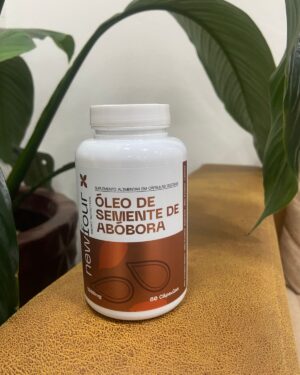 newfour
SUPLEMENTO ALIMENTAR EM CÁPSULAS
ÓLEO DE
SEMENTE DE
ABÓBORA
60 Cápsulas